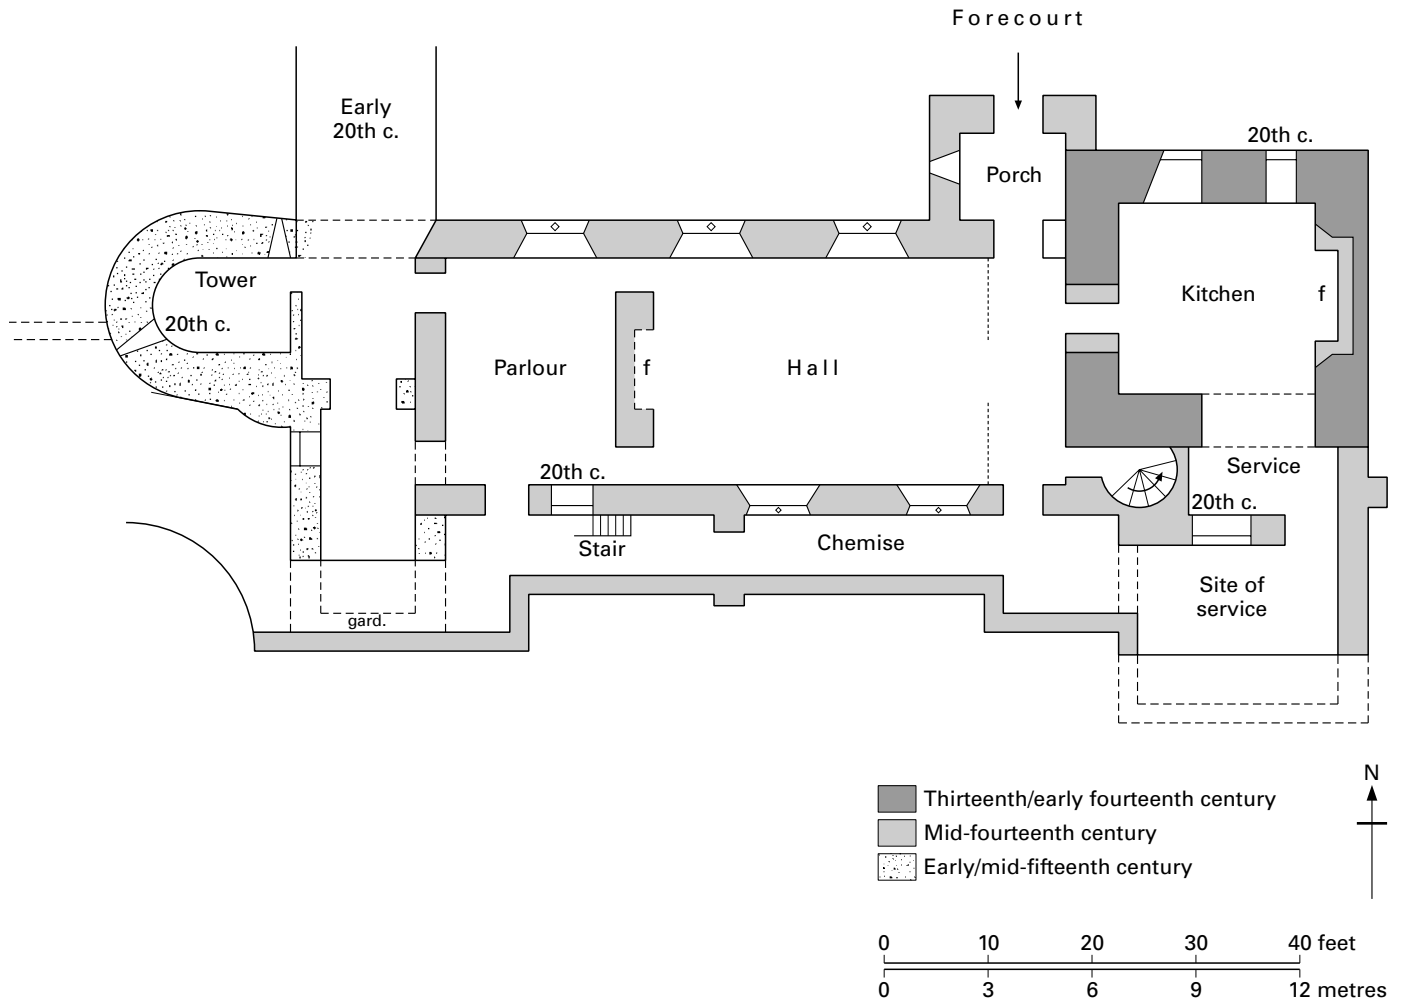 Forecourt
Early
20th c.
20th c.
Porch
Tower
Kitchen
f
20th c.
Parlour
f
Hall
20th c.
Service
20th c.
Stair
Chemise
Site of
service
gard.
N
Thirteenth/early fourteenth century
Mid-fourteenth century
Early/mid-fifteenth century
0 10 20 30 40 feet
0 3 6 9 12 metres